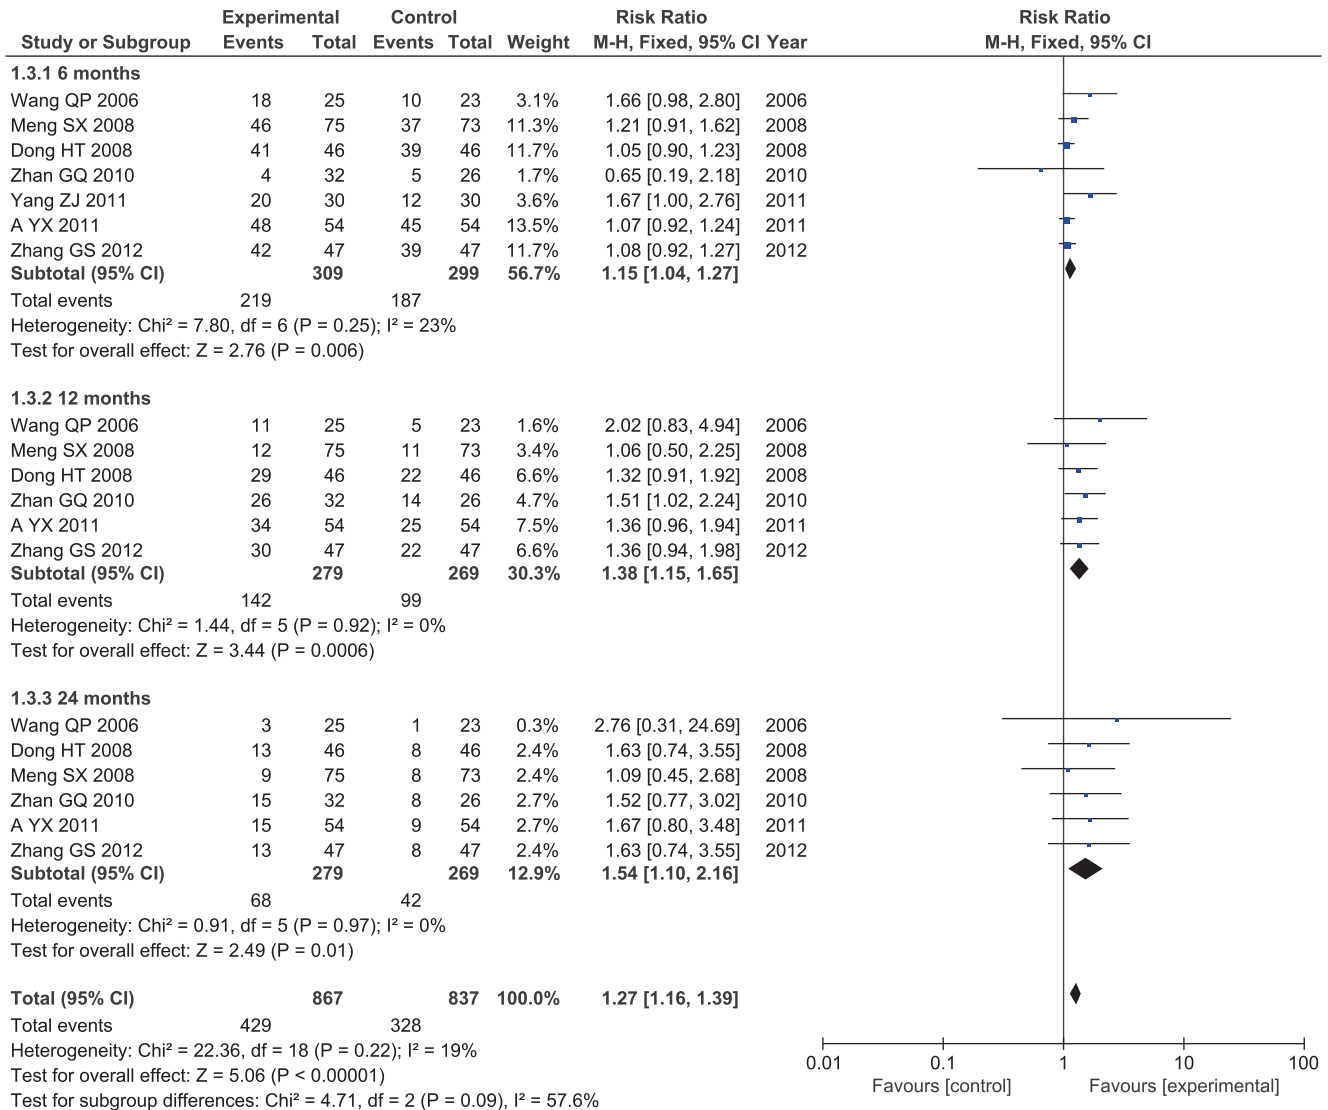 Experimental Control Risk Ratio Risk Ratio
Study or Subgroup Events Total Events Total Weight M-H, Fixed, 95% CI Year M-H, Fixed, 95% CI
1.3.1 6 months
Wang QP 2006 18 25 10 23 3.1% 1.66 [0.98, 2.80] 2006
Meng SX 2008 46 75 37 73 11.3% 1.21 [0.91, 1.62] 2008
Dong HT 2008 41 46 39 46 11.7% 1.05 [0.90, 1.23] 2008
Zhan GQ 2010 4 32 5 26 1.7% 0.65 [0.19, 2.18] 2010
Yang ZJ 2011 20 30 12 30 3.6% 1.67 [1.00, 2.76] 2011
A YX 2011 48 54 45 54 13.5% 1.07 [0.92, 1.24] 2011
Zhang GS 2012 42 47 39 47 11.7% 1.08 [0.92, 1.27] 2012
Subtotal (95% CI) 309 299 56.7% 1.15 [1.04, 1.27]
Total events 219 187
Heterogeneity: Chi² = 7.80, df = 6 (P = 0.25); I² = 23%
Test for overall effect: Z = 2.76 (P = 0.006)
1.3.2 12 months
Wang QP 2006 11 25 5 23 1.6% 2.02 [0.83, 4.94] 2006
Meng SX 2008 12 75 11 73 3.4% 1.06 [0.50, 2.25] 2008
Dong HT 2008 29 46 22 46 6.6% 1.32 [0.91, 1.92] 2008
Zhan GQ 2010 26 32 14 26 4.7% 1.51 [1.02, 2.24] 2010
A YX 2011 34 54 25 54 7.5% 1.36 [0.96, 1.94] 2011
Zhang GS 2012 30 47 22 47 6.6% 1.36 [0.94, 1.98] 2012
Subtotal (95% CI) 279 269 30.3% 1.38 [1.15, 1.65]
Total events 142 99
Heterogeneity: Chi² = 1.44, df = 5 (P = 0.92); I² = 0%
Test for overall effect: Z = 3.44 (P = 0.0006)
1.3.3 24 months
Wang QP 2006 3 25 1 23 0.3% 2.76 [0.31, 24.69] 2006
Dong HT 2008 13 46 8 46 2.4% 1.63 [0.74, 3.55] 2008
Meng SX 2008 9 75 8 73 2.4% 1.09 [0.45, 2.68] 2008
Zhan GQ 2010 15 32 8 26 2.7% 1.52 [0.77, 3.02] 2010
A YX 2011 15 54 9 54 2.7% 1.67 [0.80, 3.48] 2011
Zhang GS 2012 13 47 8 47 2.4% 1.63 [0.74, 3.55] 2012
Subtotal (95% CI) 279 269 12.9% 1.54 [1.10, 2.16]
Total events 68 42
Heterogeneity: Chi² = 0.91, df = 5 (P = 0.97); I² = 0%
Test for overall effect: Z = 2.49 (P = 0.01)
Total (95% CI) 867 837 100.0% 1.27 [1.16, 1.39]
Total events 429 328
Heterogeneity: Chi² = 22.36, df = 18 (P = 0.22); I² = 19%
Test for overall effect: Z = 5.06 (P < 0.00001)
Test for subgroup differences: Chi² = 4.71, df = 2 (P = 0.09), I² = 57.6%
0.01 0.1 1 10 100
Favours [control] Favours [experimental]